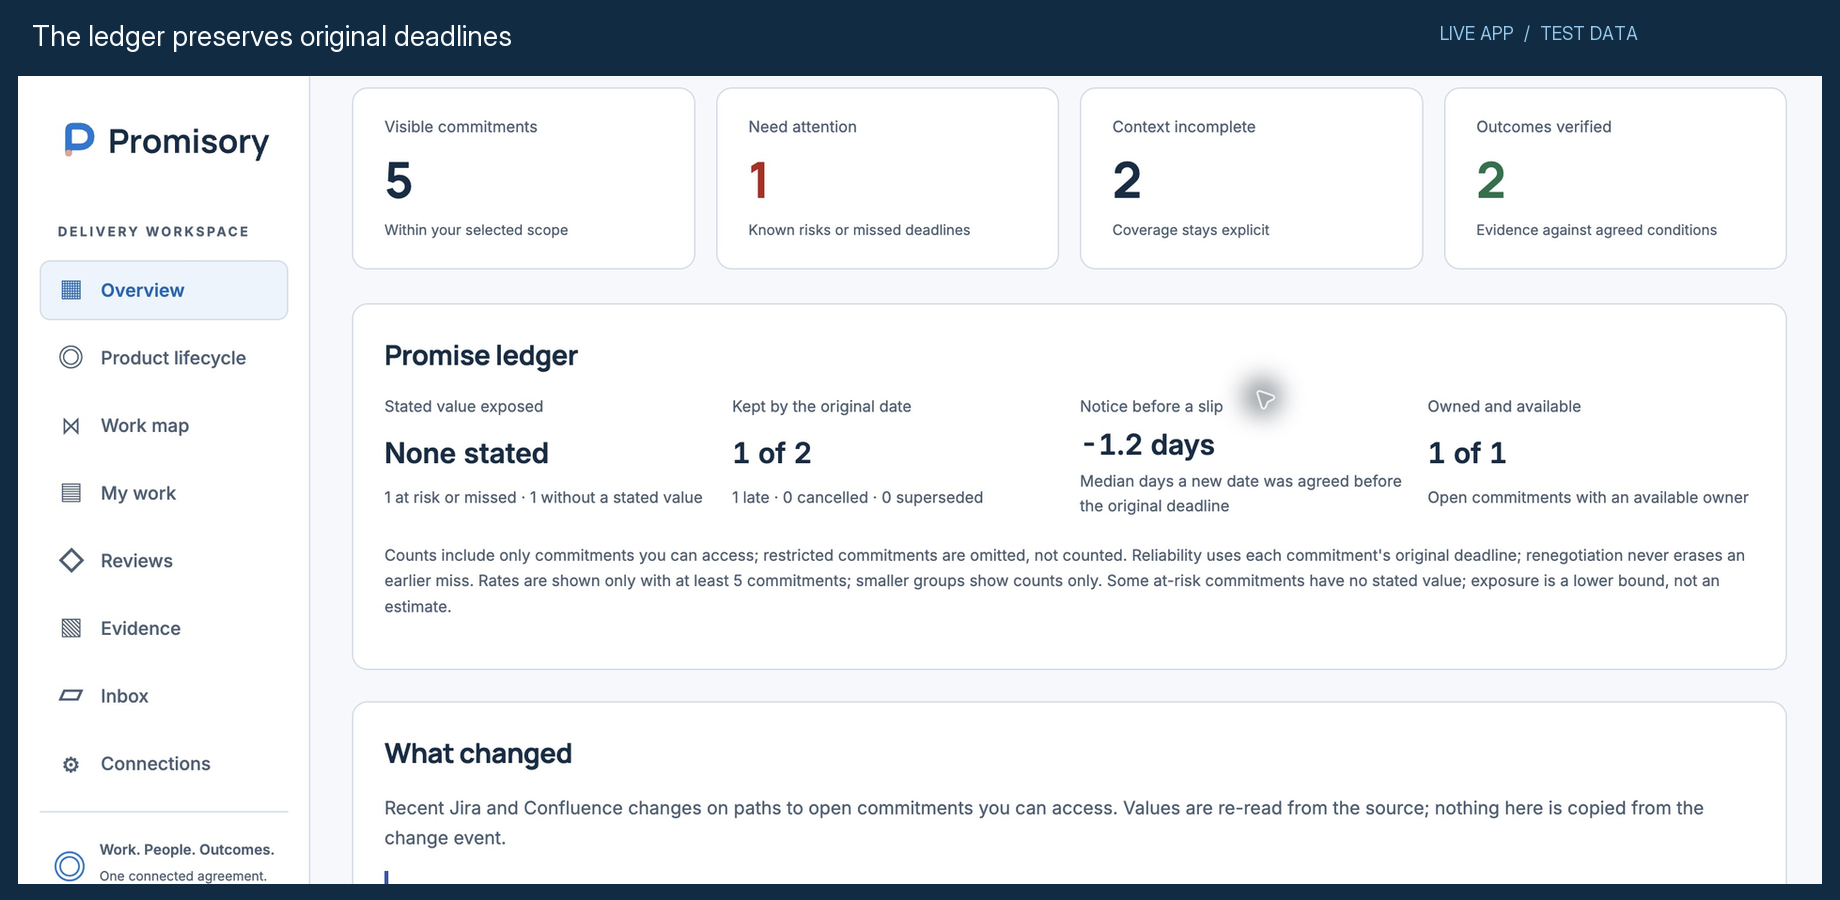 The ledger preserves original deadlines
LIVE APP / TEST DATA
Promisory
DELIVERY WORKSPACE
Overview
Product lifecycle
Work map
My work
Reviews
Evidence
Inbox
Connections
Work. People. Outcomes.
One connected agreement.
Visible commitments
5
Within your selected scope
Need attention
1
Known risks or missed deadlines
Context incomplete
2
Coverage stays explicit
Outcomes verified
2
Evidence against agreed conditions
Promise ledger
Stated value exposed
None stated
1 at risk or missed · 1 without a stated value
Kept by the original date
1 of 2
1 late · 0 cancelled · 0 superseded
Notice before a slip
-1.2 days
Median days a new date was agreed before
the original deadline
Owned and available
1 of 1
Open commitments with an available owner
Counts include only commitments you can access; restricted commitments are omitted, not counted. Reliability uses each commitment's original deadline; renegotiation never erases an
earlier miss. Rates are shown only with at least 5 commitments; smaller groups show counts only. Some at-risk commitments have no stated value; exposure is a lower bound, not an
estimate.
What changed
Recent Jira and Confluence changes on paths to open commitments you can access. Values are re-read from the source; nothing here is copied from the
change event.